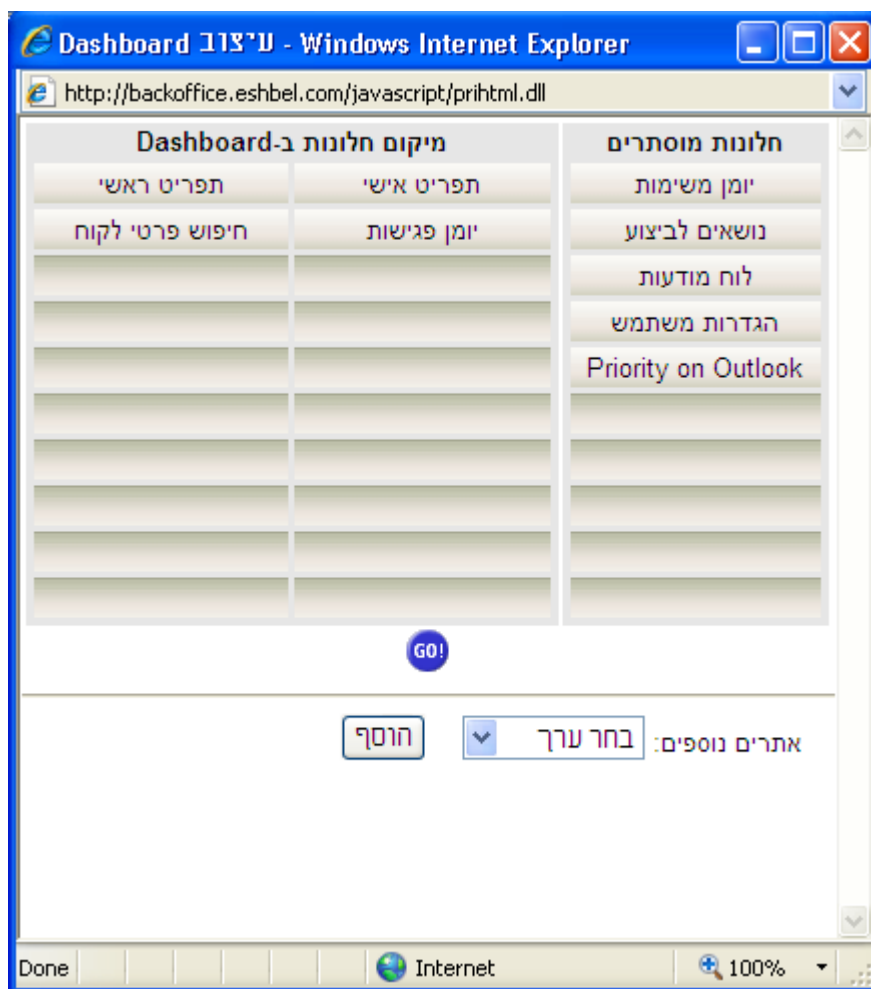 Dashboard עיצוב - Windows Internet Explorer
http://backoffice.eshbel.com/javascript/prihtml.dll
חלונות מוסתרים
מיקום חלונות ב-Dashboard
יומן משימות
תפריט אישי
תפריט ראשי
נושאים לביצוע
יומן פגישות
חיפוש פרטי לקוח
לוח מודעות
הגדרות משתמש
Priority on Outlook
GO!
אתרים נוספים: בחר ערך הוסף
Done Internet 100%